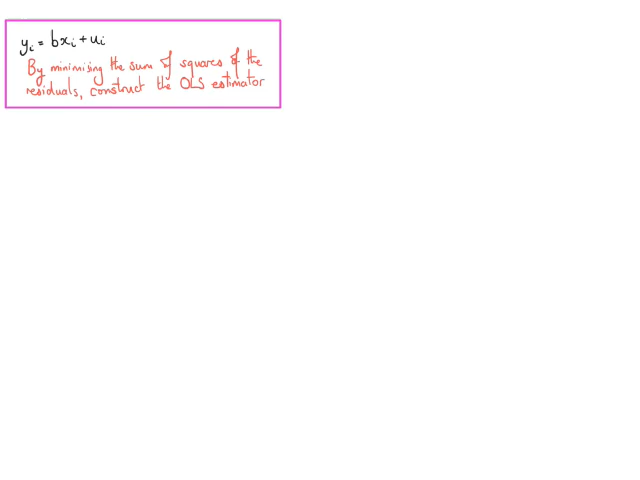 yᵢ = bxᵢ + uᵢ
By minimising the sum of squares of the
residuals, construct the OLS estimator